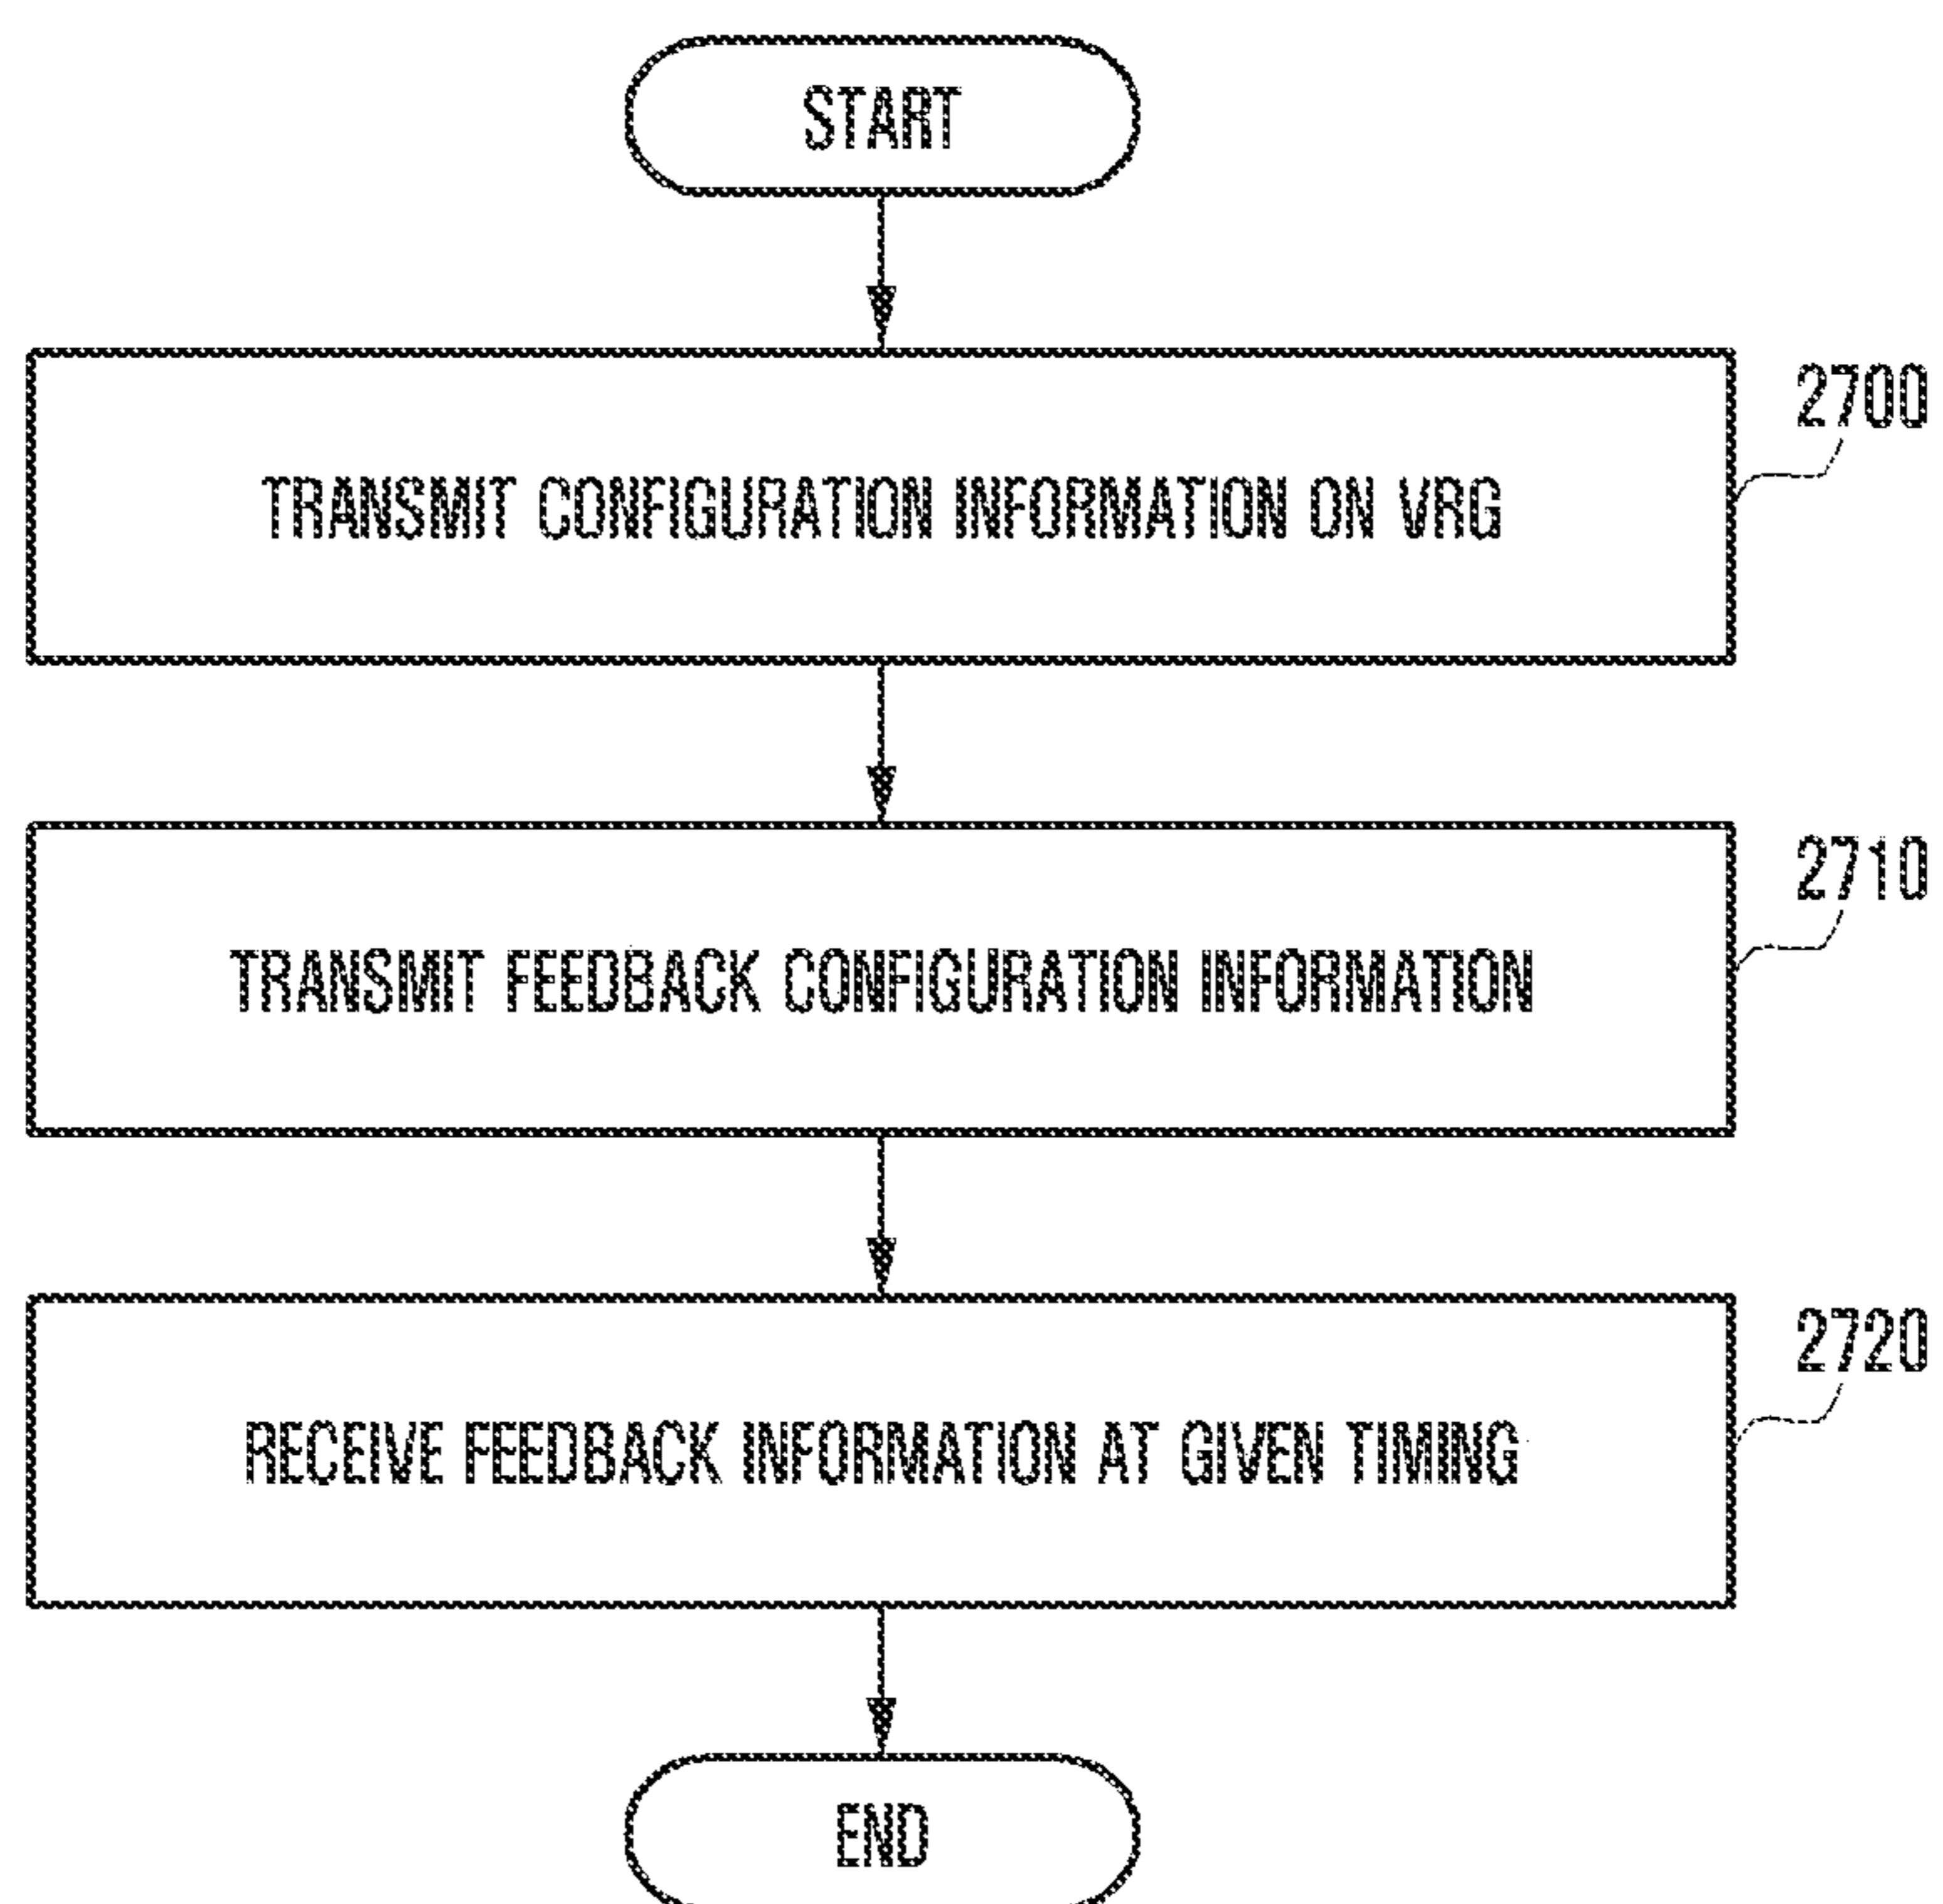 START
2700
TRANSMIT CONFIGURATION INFORMATION ON VRG
2710
TRANSMIT FEEDBACK CONFIGURATION INFORMATION
2720
RECEIVE FEEDBACK INFORMATION AT GIVEN TIMING
END